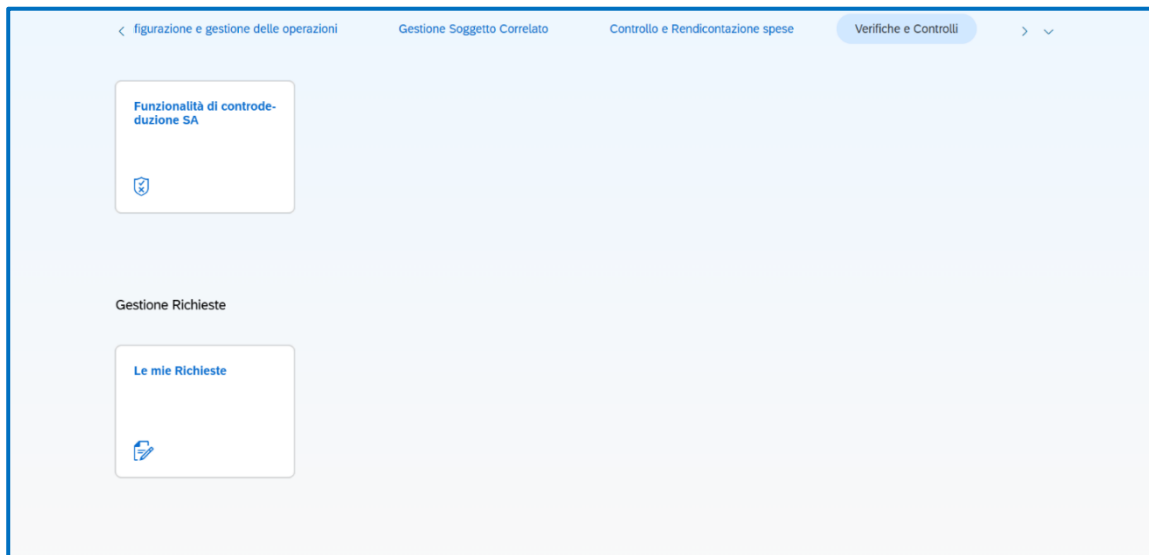 figurazione e gestione delle operazioni Gestione Soggetto Correlato Controllo e Rendicontazione spese Verifiche e Controlli
Funzionalità di controde-
duzione SA
Gestione Richieste
Le mie Richieste